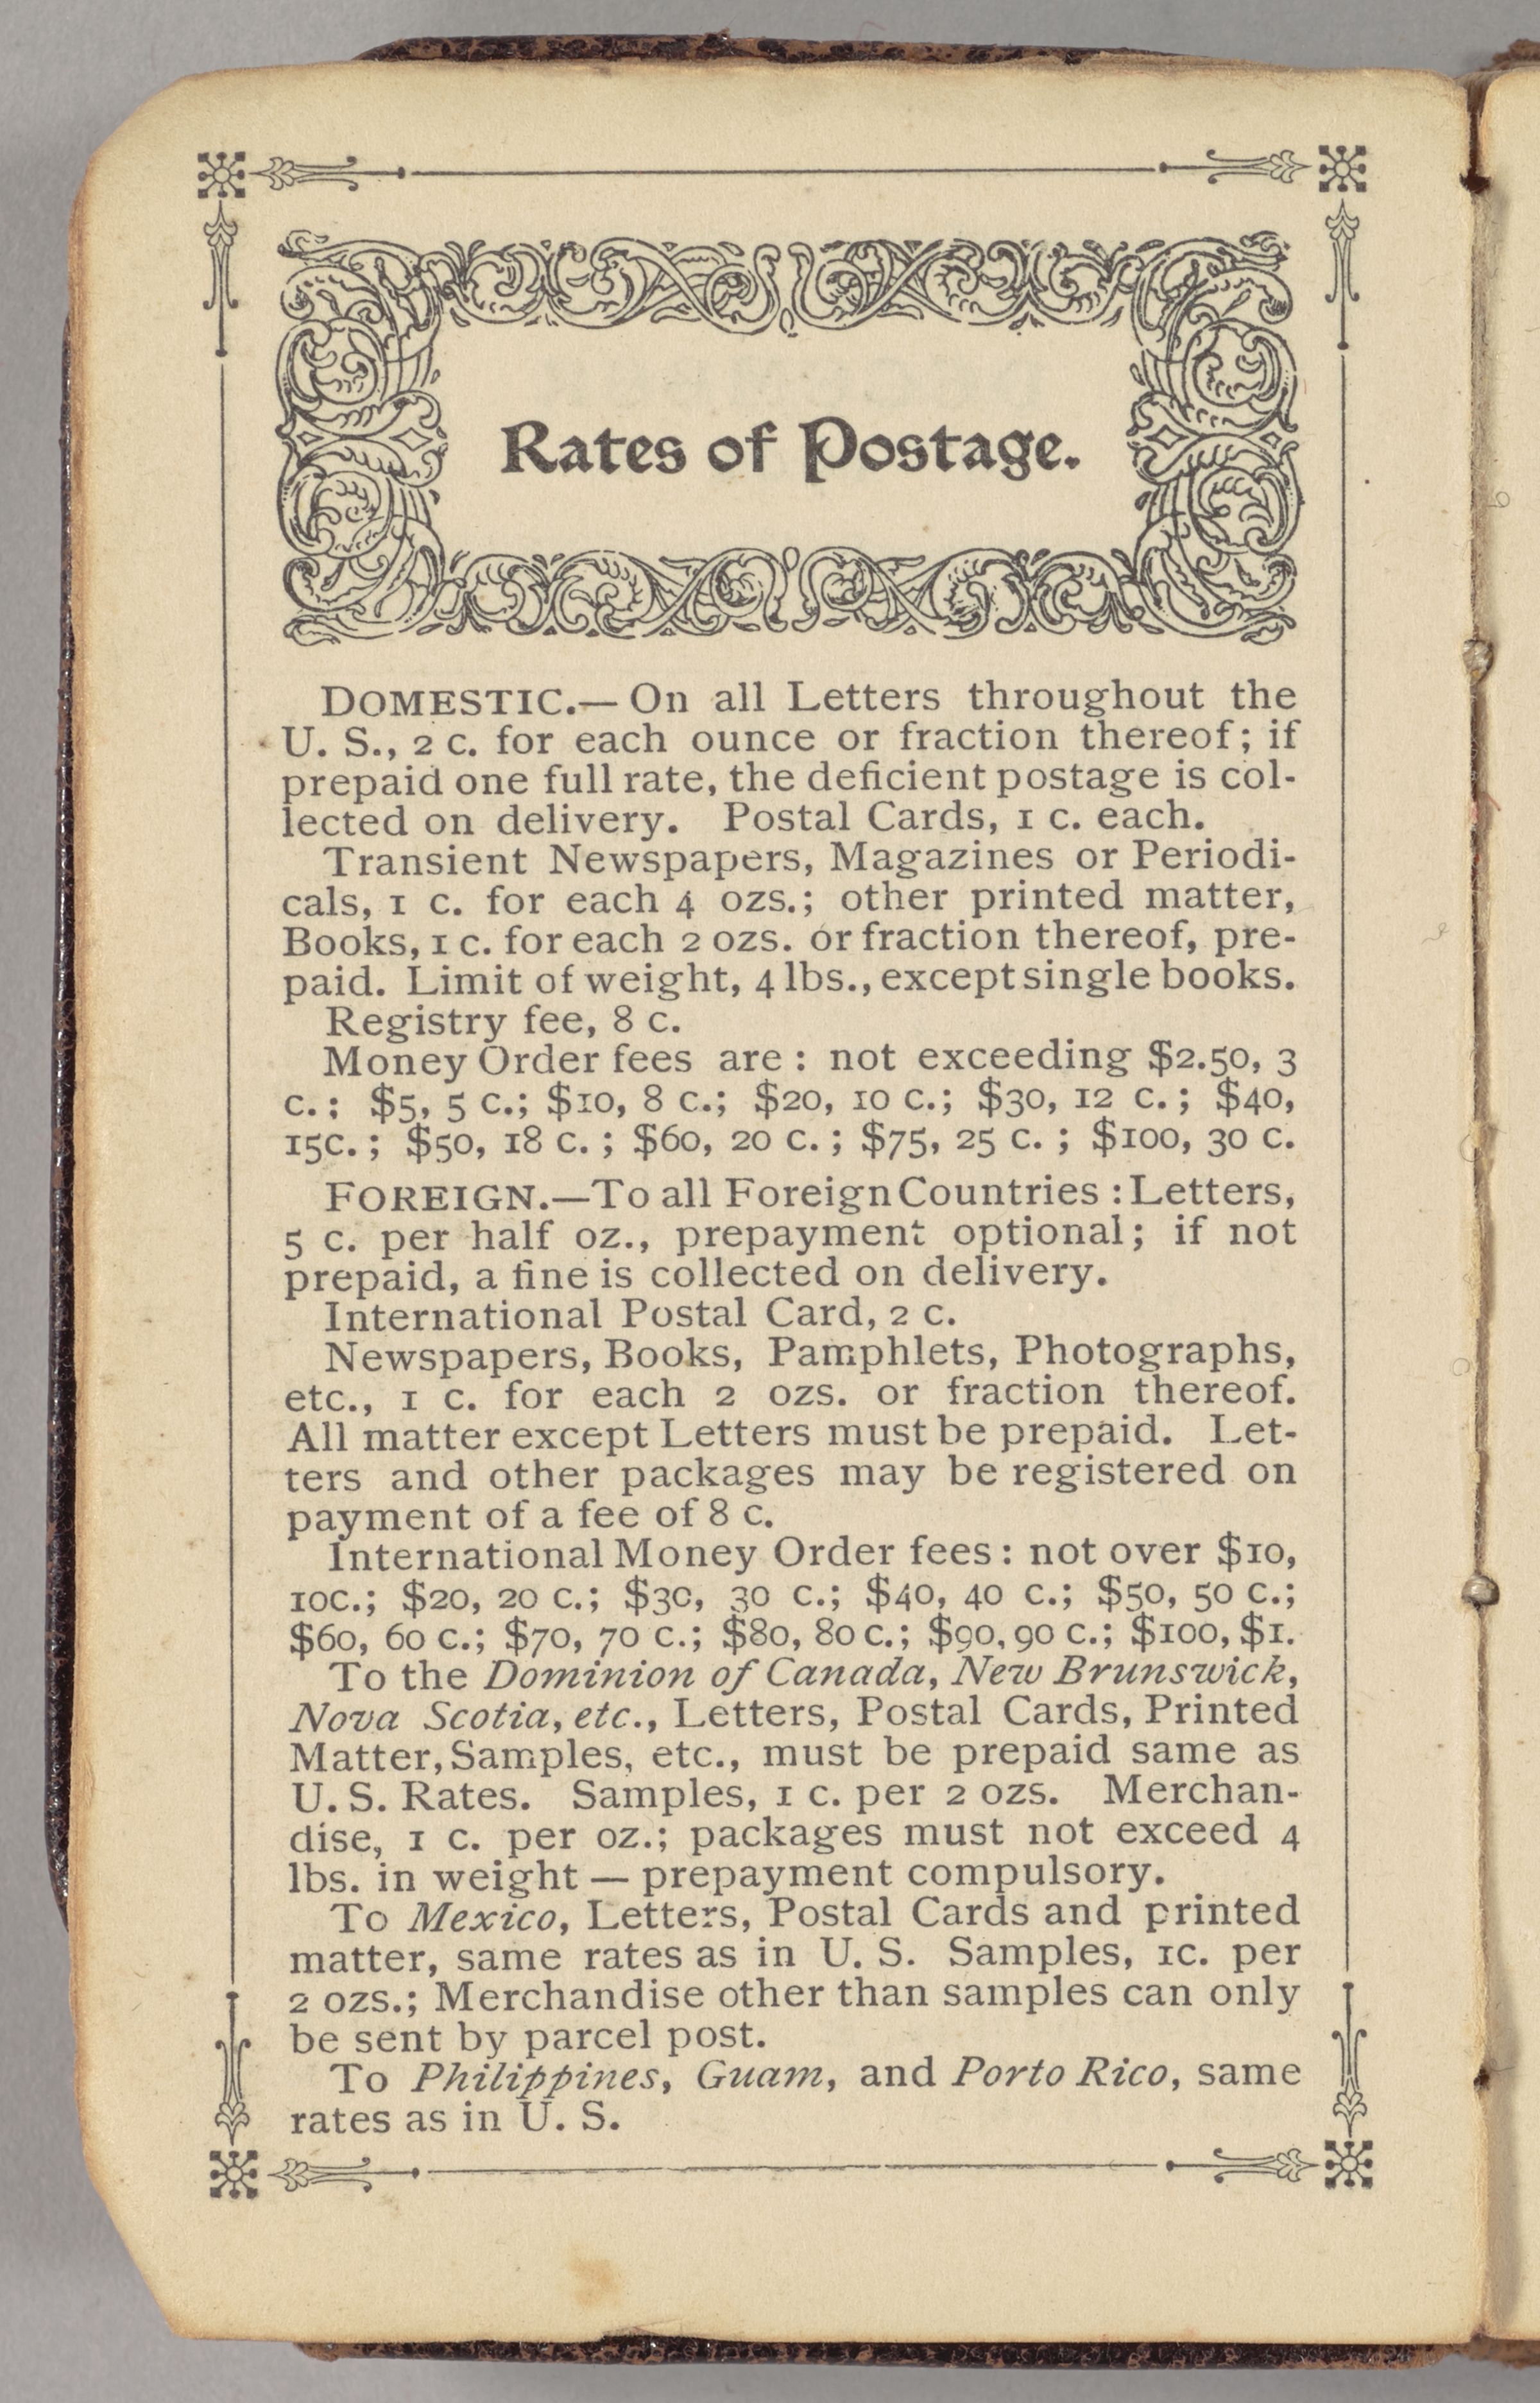 Rates of Postage.
DOMESTIC.— On all Letters throughout the
U. S., 2 c. for each ounce or fraction thereof; if
prepaid one full rate, the deficient postage is col-
lected on delivery. Postal Cards, 1 c. each.
Transient Newspapers, Magazines or Periodi-
cals, 1 c. for each 4 ozs.; other printed matter,
Books, 1 c. for each 2 ozs. or fraction thereof, pre-
paid. Limit of weight, 4 lbs., except single books.
Registry fee, 8 c.
Money Order fees are: not exceeding $2.50, 3
c.; $5, 5 c.; $10, 8 c.; $20, 10 c.; $30, 12 c.; $40,
15c.; $50, 18 c.; $60, 20 c.; $75, 25 c.; $100, 30 c.
FOREIGN.—To all Foreign Countries: Letters,
5 c. per half oz., prepayment optional; if not
prepaid, a fine is collected on delivery.
International Postal Card, 2 c.
Newspapers, Books, Pamphlets, Photographs,
etc., 1 c. for each 2 ozs. or fraction thereof.
All matter except Letters must be prepaid. Let-
ters and other packages may be registered on
payment of a fee of 8 c.
International Money Order fees: not over $10,
10c.; $20, 20 c.; $30, 30 c.; $40, 40 c.; $50, 50 c.;
$60, 60 c.; $70, 70 c.; $80, 80 c.; $90, 90 c.; $100, $1.
To the Dominion of Canada, New Brunswick,
Nova Scotia, etc., Letters, Postal Cards, Printed
Matter, Samples, etc., must be prepaid same as
U. S. Rates. Samples, 1 c. per 2 ozs. Merchan-
dise, 1 c. per oz.; packages must not exceed 4
lbs. in weight — prepayment compulsory.
To Mexico, Letters, Postal Cards and printed
matter, same rates as in U. S. Samples, 1c. per
2 ozs.; Merchandise other than samples can only
be sent by parcel post.
To Philippines, Guam, and Porto Rico, same
rates as in U. S.